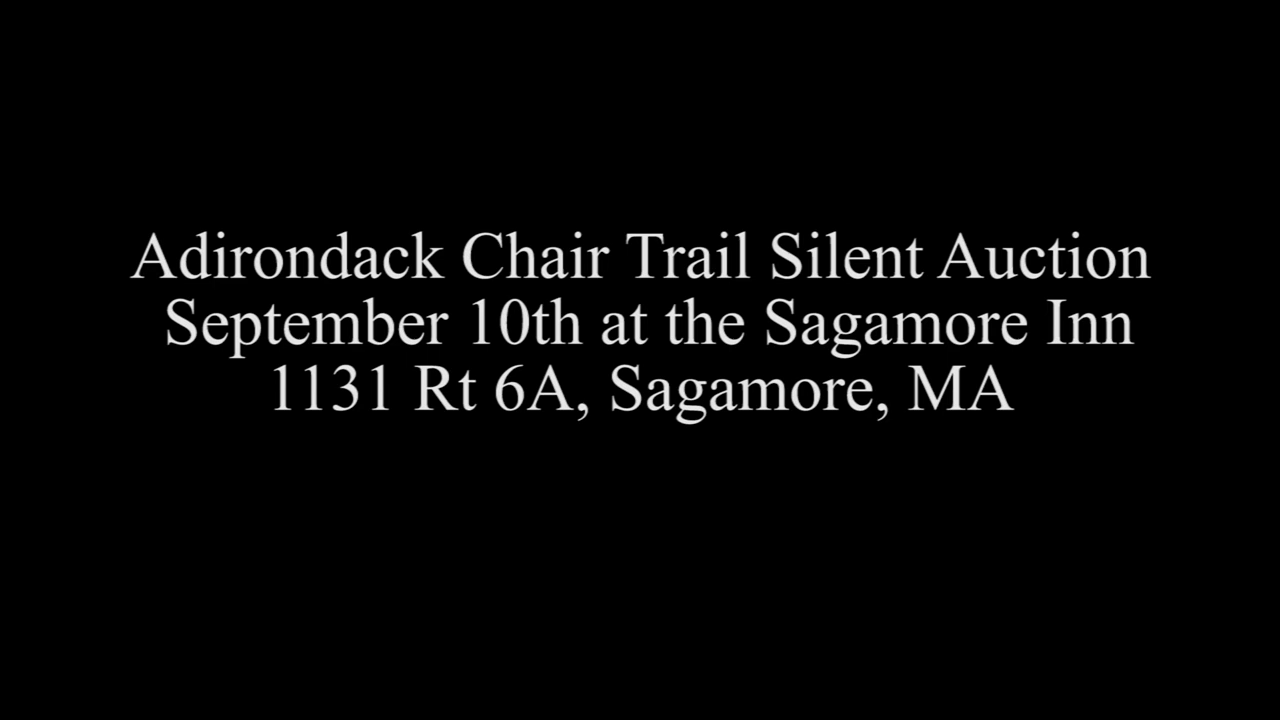 Adirondack Chair Trail Silent Auction
September 10th at the Sagamore Inn
1131 Rt 6A, Sagamore, MA